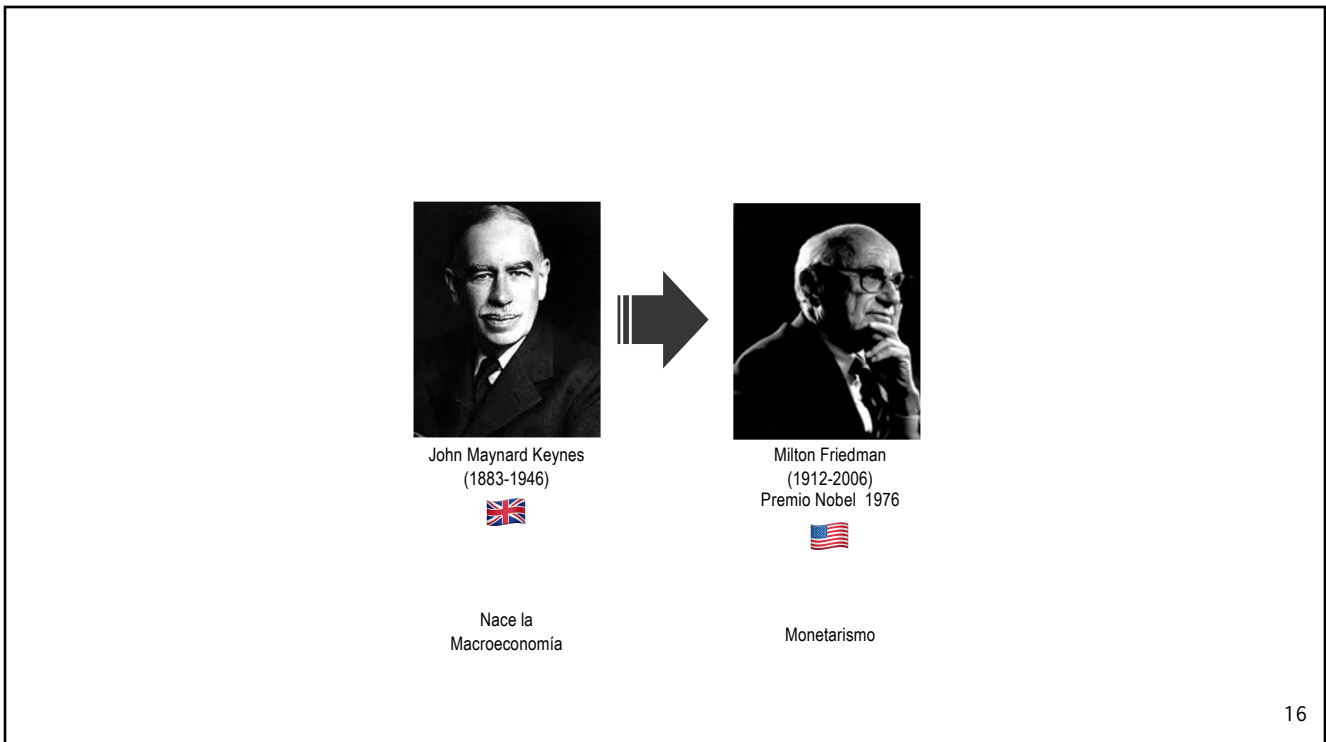 John Maynard Keynes
(1883-1946)
Nace la
Macroeconomía
Milton Friedman
(1912-2006)
Premio Nobel 1976
Monetarismo
16